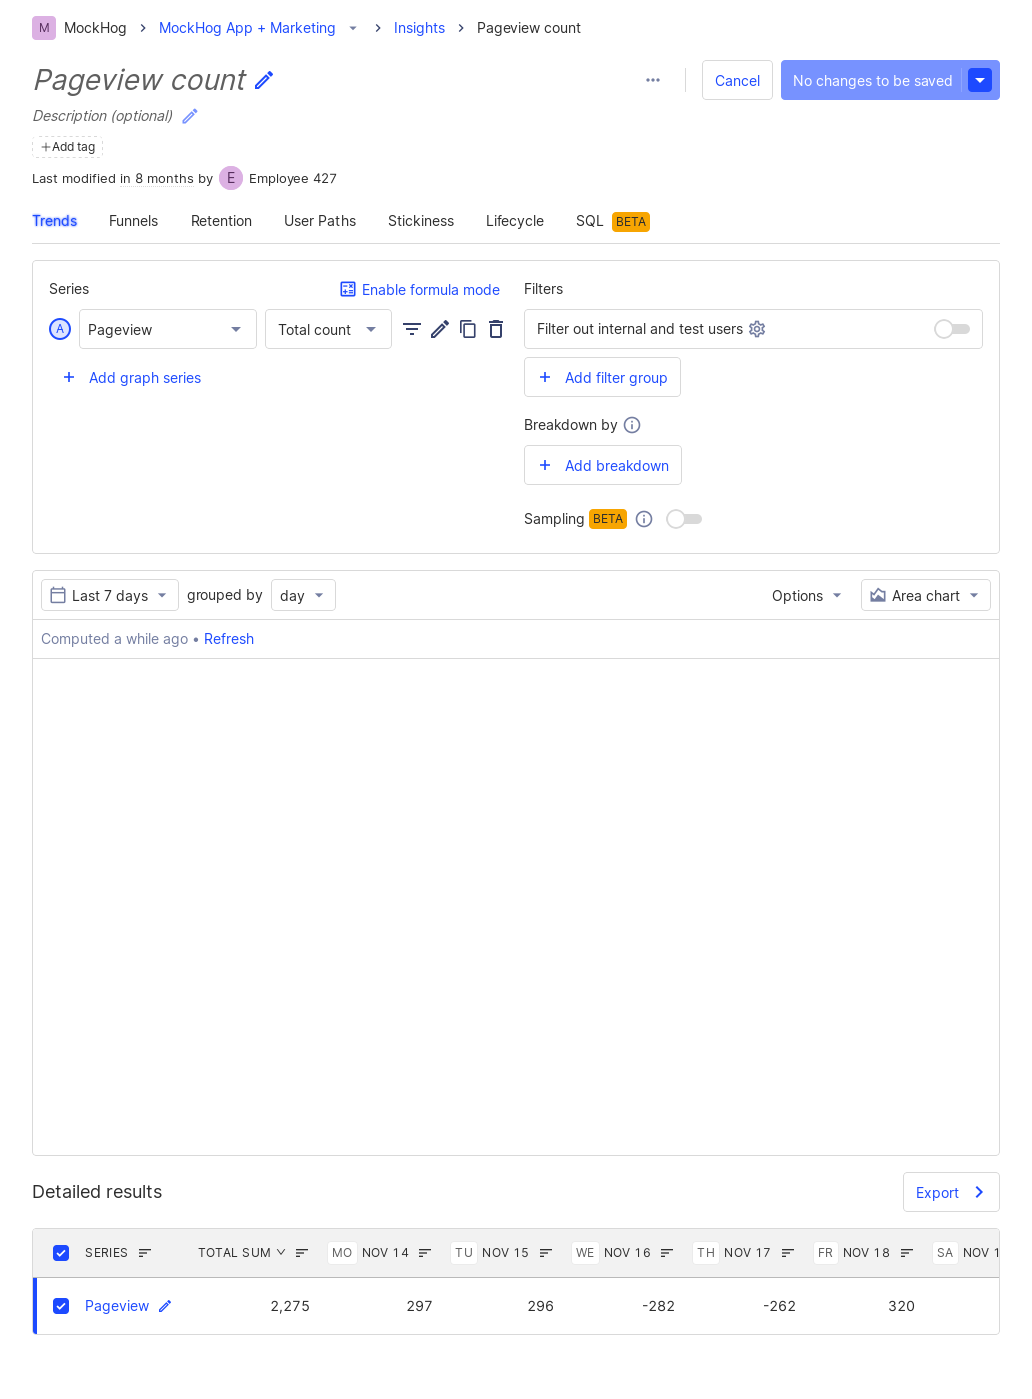 M MockHog > MockHog App + Marketing > Insights > Pageview count
Pageview count
Cancel
No changes to be saved
Description (optional)
+Add tag
Last modified in 8 months by E Employee 427
Trends Funnels Retention User Paths Stickiness Lifecycle SQL BETA
Series
Enable formula mode
A Pageview Total count
+ Add graph series
Filters
Filter out internal and test users
+ Add filter group
Breakdown by
+ Add breakdown
Sampling BETA
Last 7 days grouped by day
Options Area chart
Computed a while ago • Refresh
Detailed results
Export
SERIES TOTAL SUM MO NOV 14 TU NOV 15 WE NOV 16 TH NOV 17 FR NOV 18 SA NOV 1
Pageview 2,275 297 296 -282 -262 320